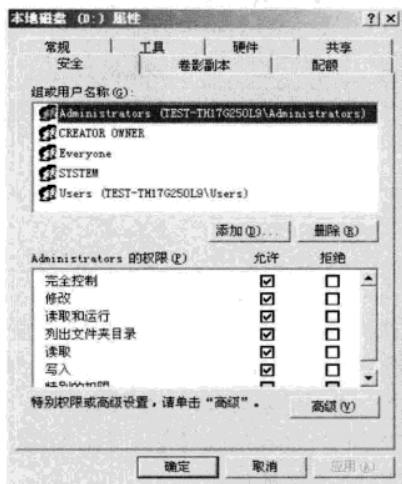 本地磁盘 (D:) 属性
常规 工具 硬件 共享
安全 卷影副本 配额
组或用户名称(G):
Administrators (TEST-TM17G250L9\Administrators)
CREATOR OWNER
Everyone
SYSTEM
Users (TEST-TM17G250L9\Users)
添加(D)... 删除(R)
Administrators 的权限(P) 允许 拒绝
完全控制
修改
读取和运行
列出文件夹目录
读取
写入
特别的权限
特别权限或高级设置，请单击“高级”。
高级(V)
确定 取消 应用(A)